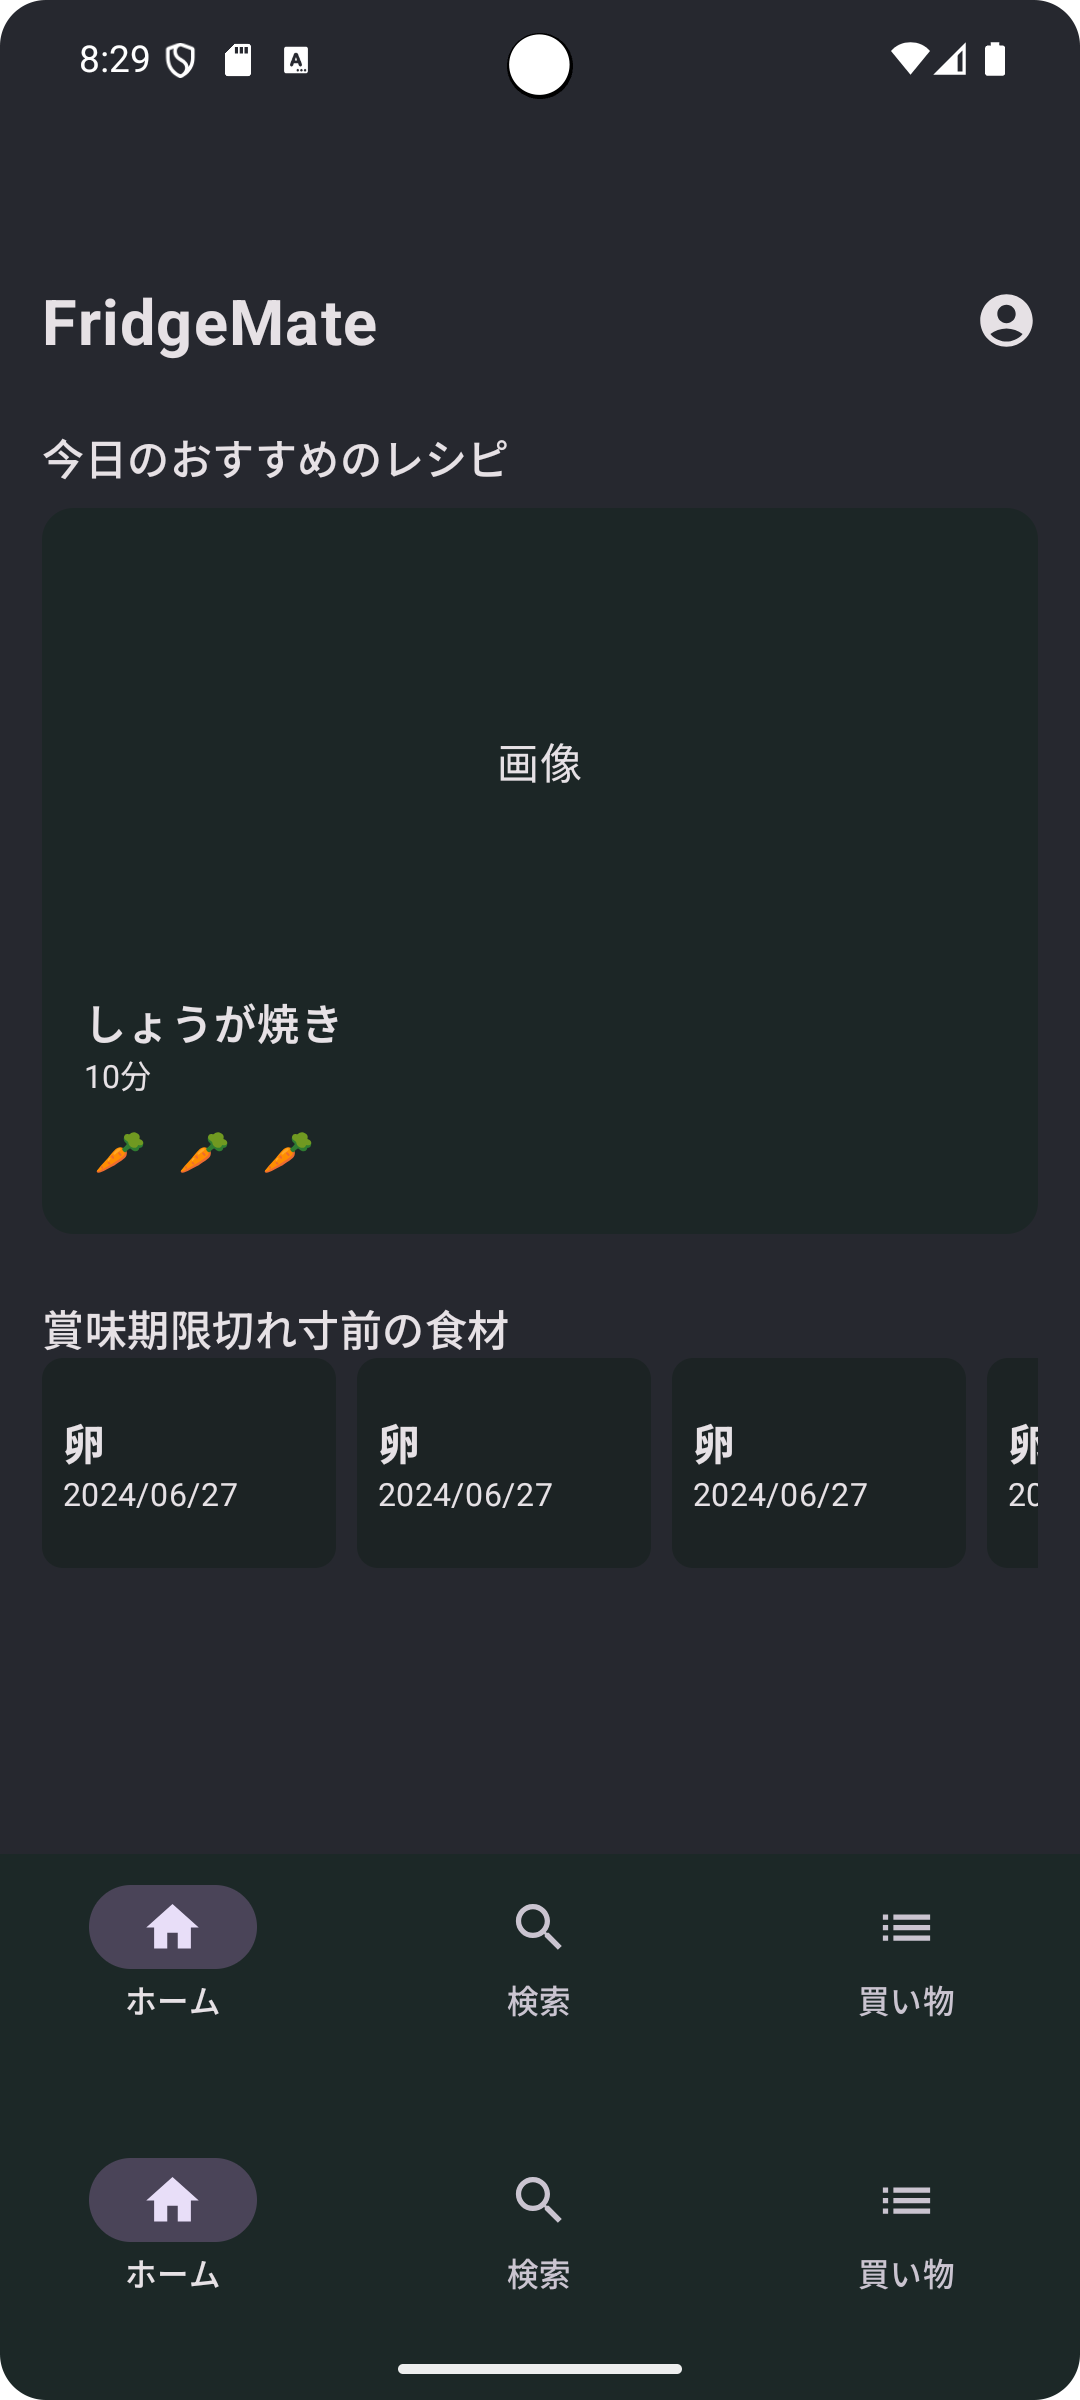 8:29
FridgeMate
今日のおすすめのレシピ
画像
しょうが焼き
10分
賞味期限切れ寸前の食材
卵 卵 卵 卵
2024/06/27 2024/06/27 2024/06/27 20
ホーム 検索 買い物
ホーム 検索 買い物